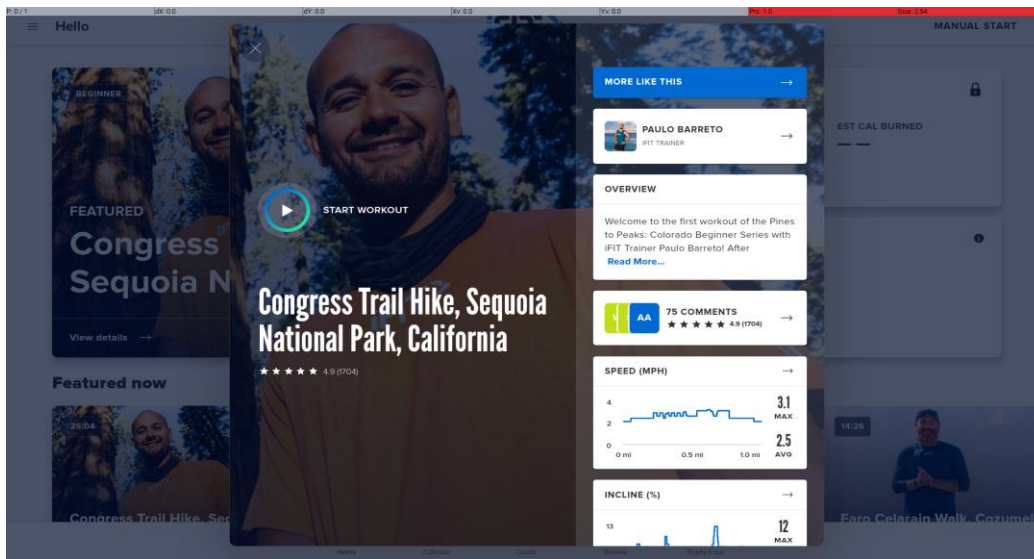 P: 0 / 1
dX: 0.0
dY: 0.0
Xv: 0.0
Yv: 0.0
Prs: 1.0
Size: 2.54
Hello
MANUAL START
BEGINNER
FEATURED
Congress
Sequoia N
View details →
Featured now
25:04
Congress Trail Hike, Sec
START WORKOUT
Congress Trail Hike, Sequoia
National Park, California
★ ★ ★ ★ ★ 4.9 (1704)
MORE LIKE THIS →
PAULO BARRETO
iFIT TRAINER
OVERVIEW
Welcome to the first workout of the Pines
to Peaks: Colorado Beginner Series with
iFIT Trainer Paulo Barreto! After
Read More...
AA
75 COMMENTS
★ ★ ★ ★ ★ 4.9 (1704)
SPEED (MPH)
4
2
0
0 mi
0.5 mi
1.0 mi
3.1
MAX
2.5
AVG
INCLINE (%)
13
12
MAX
EST CAL BURNED
— —
14:26
Faro Celarain Walk, Cozumel
Home
Calendar
Browse